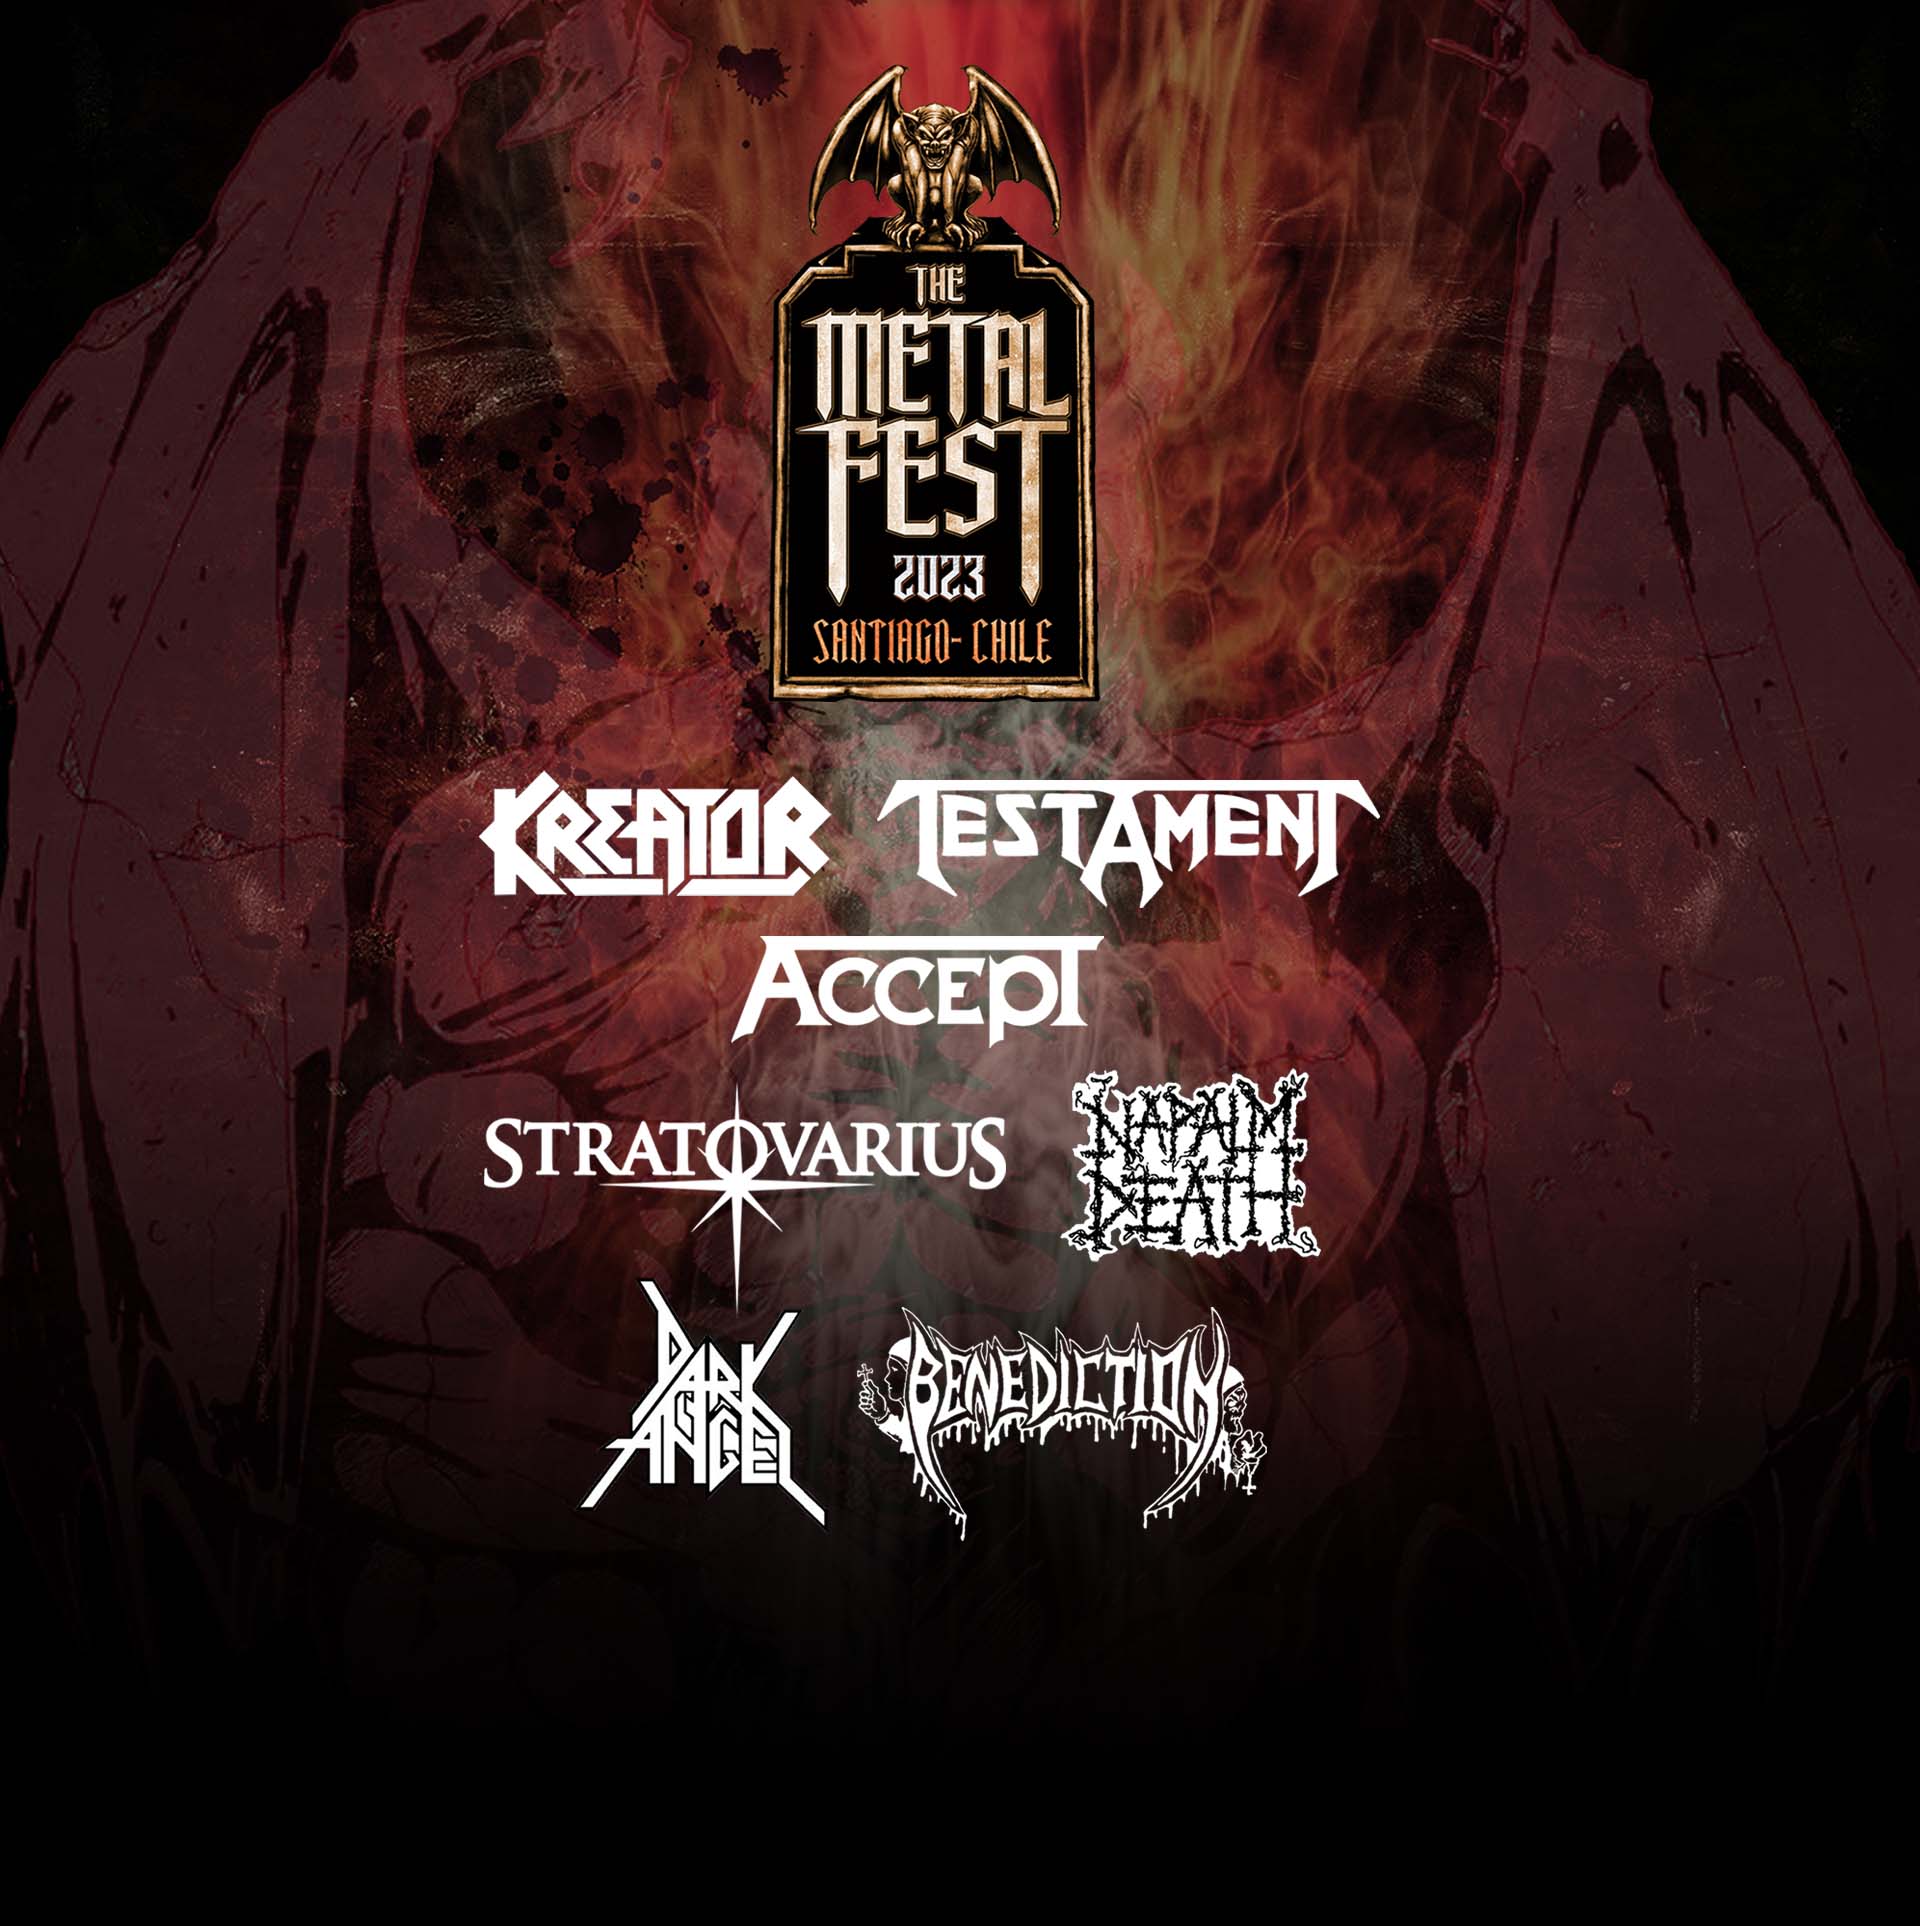 THE
METAL
FEST
2023
SANTIAGO- CHILE
KREATOR TESTAMENT
ACCEPT
STRATOVARIUS
NAPALM
DEATH
DARK
ANGEL
BENEDICTION